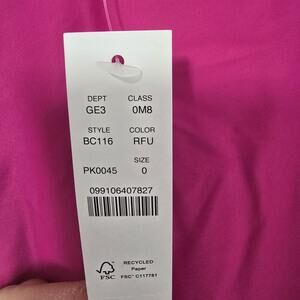 DEPT CLASS
GE3 0M8
STYLE COLOR
BC116 RFU
SIZE
PK0045 0
099106407827
RECYCLED
Paper
FSC FSC® C117781